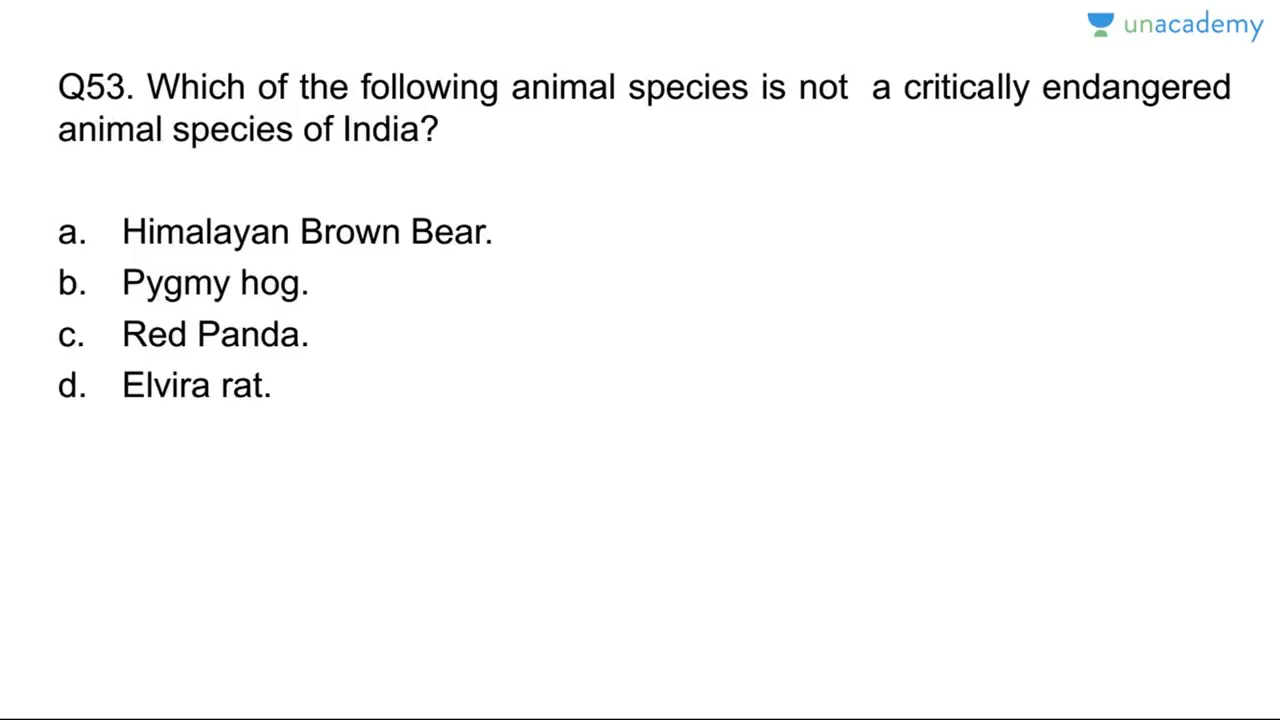 unacademy
Q53. Which of the following animal species is not a critically endangered
animal species of India?
a. Himalayan Brown Bear.
b. Pygmy hog.
c. Red Panda.
d. Elvira rat.